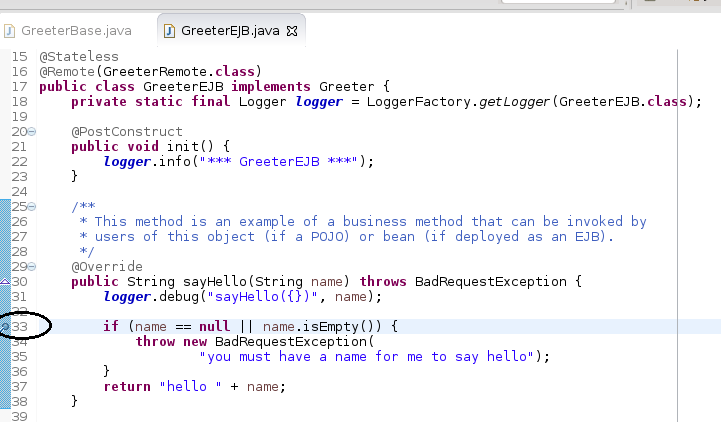 GreeterBase.java GreeterEJB.java
15 @Stateless
16 @Remote(GreeterRemote.class)
17 public class GreeterEJB implements Greeter {
18     private static final Logger logger = LoggerFactory.getLogger(GreeterEJB.class);
19
20     @PostConstruct
21     public void init() {
22         logger.info("*** GreeterEJB ***");
23     }
24
25     /**
26      * This method is an example of a business method that can be invoked by
27      * users of this object (if a POJO) or bean (if deployed as an EJB).
28      */
29     @Override
30     public String sayHello(String name) throws BadRequestException {
31         logger.debug("sayHello({})", name);
32
33         if (name == null || name.isEmpty()) {
34             throw new BadRequestException(
35                     "you must have a name for me to say hello");
36         }
37         return "hello " + name;
38     }
39